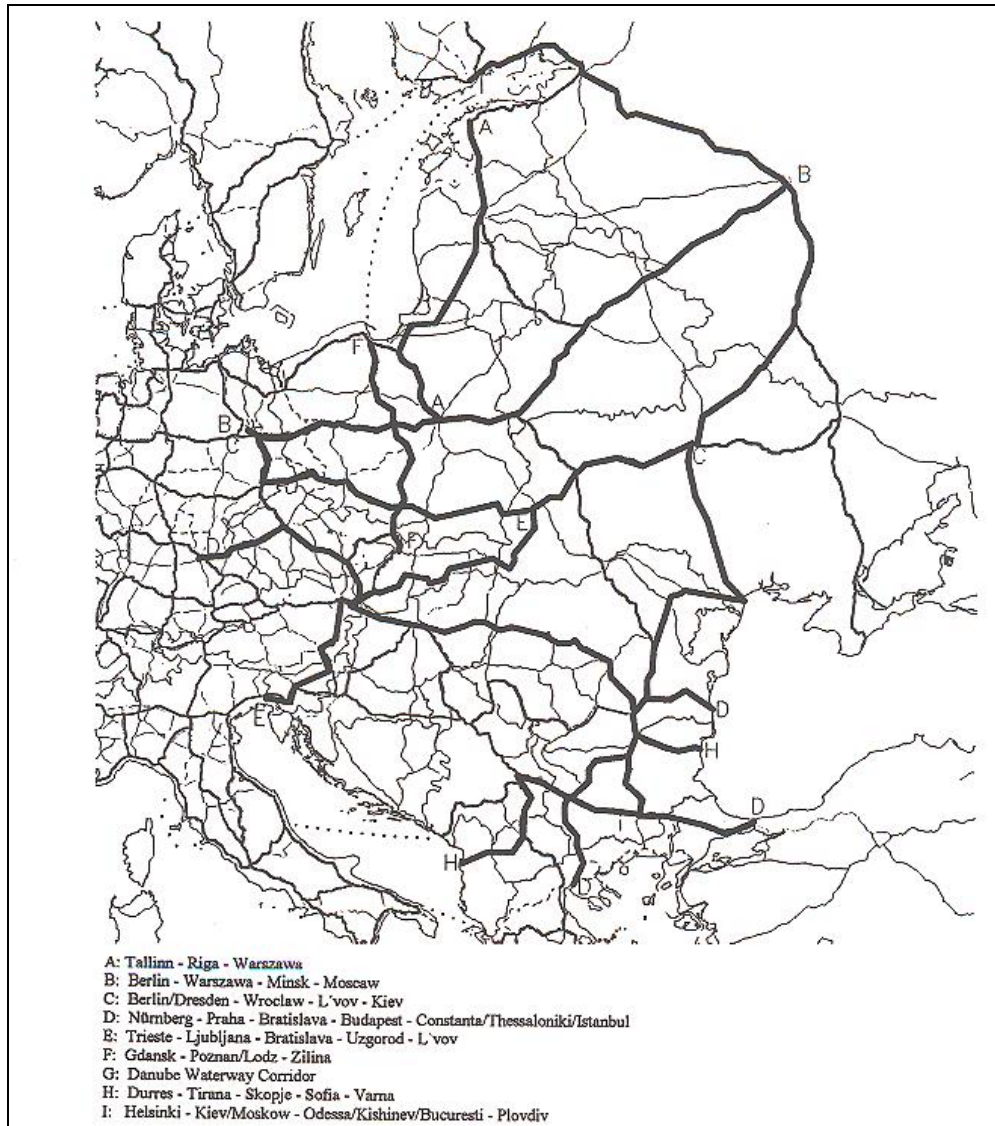 A
B
F
A
B
C
C
E
F
D
D
E
H
D
I
H
D
A: Tallinn - Riga - Warszawa
B: Berlin - Warszawa - Minsk - Moscaw
C: Berlin/Dresden - Wroclaw - L´vov - Kiev
D: Nürnberg - Praha - Bratislava - Budapest - Constanta/Thessaloniki/Istanbul
E: Trieste - Ljubljana - Bratislava - Uzgorod - L´vov
F: Gdansk - Poznan/Lodz - Zilina
G: Danube Waterway Corridor
H: Durres - Tirana - Skopje - Sofia - Varna
I: Helsinki - Kiev/Moskow - Odessa/Kishinev/Bucuresti - Plovdiv